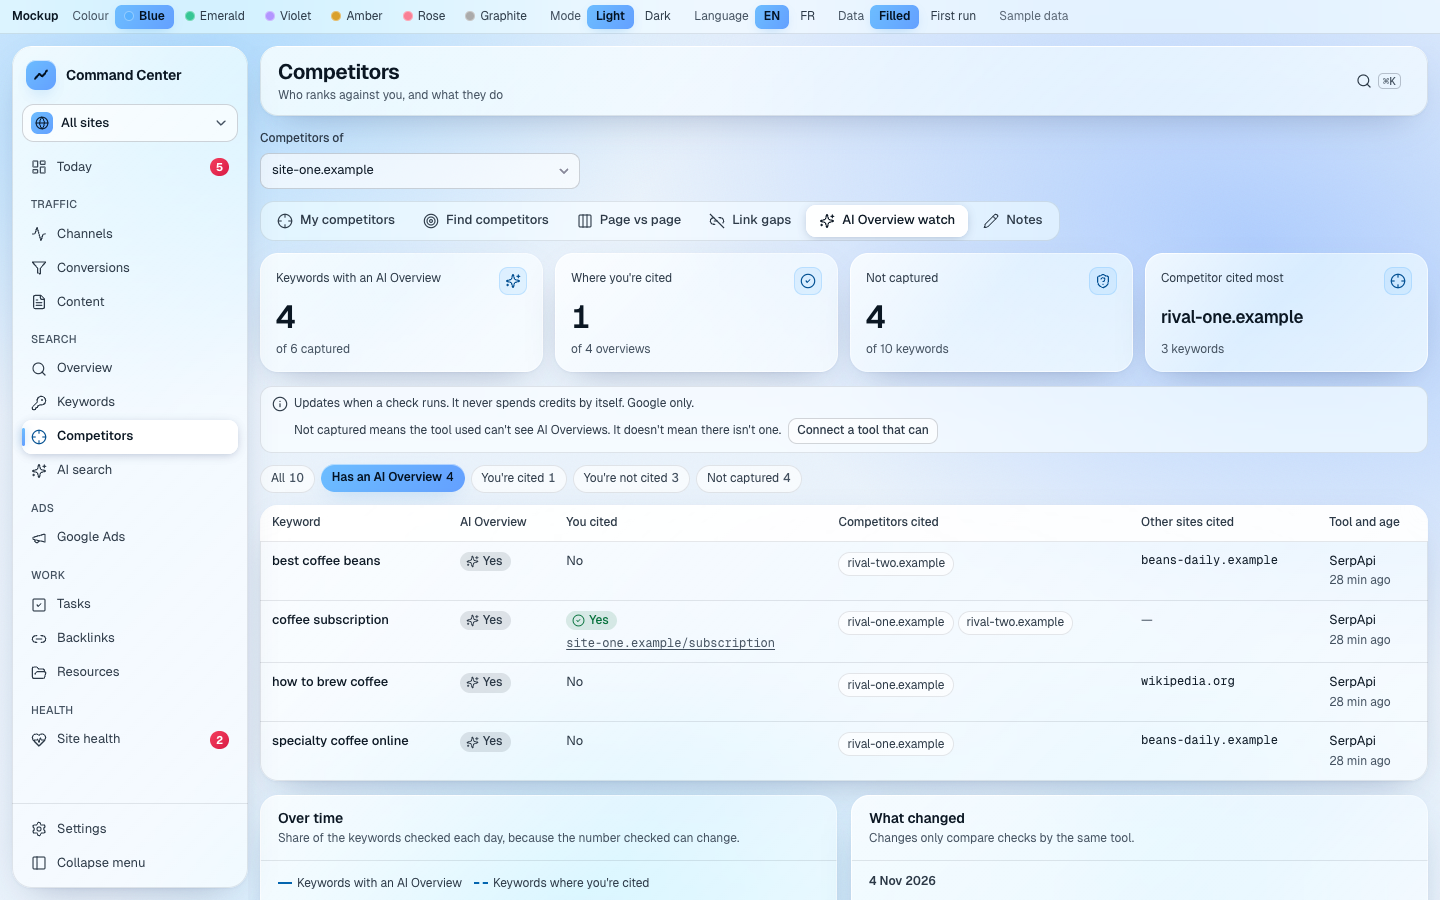 Mockup Colour Blue Emerald Violet Amber Rose Graphite Mode Light Dark Language EN FR Data Filled First run Sample data
Command Center
All sites
Today 5
TRAFFIC
Channels
Conversions
Content
SEARCH
Overview
Keywords
Competitors
AI search
ADS
Google Ads
WORK
Tasks
Backlinks
Resources
HEALTH
Site health 2
Settings
Collapse menu
Competitors
Who ranks against you, and what they do
⌘K
Competitors of
site-one.example
My competitors Find competitors Page vs page Link gaps AI Overview watch Notes
Keywords with an AI Overview
4
of 6 captured
Where you're cited
1
of 4 overviews
Not captured
4
of 10 keywords
Competitor cited most
rival-one.example
3 keywords
Updates when a check runs. It never spends credits by itself. Google only.
Not captured means the tool used can't see AI Overviews. It doesn't mean there isn't one. Connect a tool that can
All 10 Has an AI Overview 4 You're cited 1 You're not cited 3 Not captured 4
Keyword AI Overview You cited Competitors cited Other sites cited Tool and age
best coffee beans Yes No rival-two.example beans-daily.example SerpApi
28 min ago
coffee subscription Yes Yes rival-one.example rival-two.example — SerpApi
site-one.example/subscription 28 min ago
how to brew coffee Yes No rival-one.example wikipedia.org SerpApi
28 min ago
specialty coffee online Yes No rival-one.example beans-daily.example SerpApi
28 min ago
Over time
Share of the keywords checked each day, because the number checked can change.
Keywords with an AI Overview Keywords where you're cited
What changed
Changes only compare checks by the same tool.
4 Nov 2026